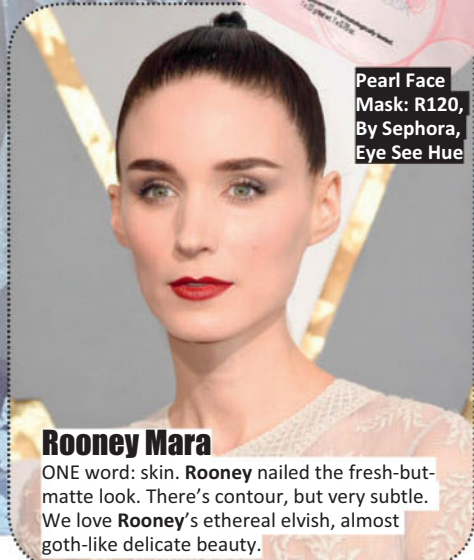 Pearl Face
Mask: R120,
By Sephora,
Eye See Hue
Rooney Mara
ONE word: skin. Rooney nailed the fresh-but-
matte look. There’s contour, but very subtle.
We love Rooney’s ethereal elvish, almost
goth-like delicate beauty.